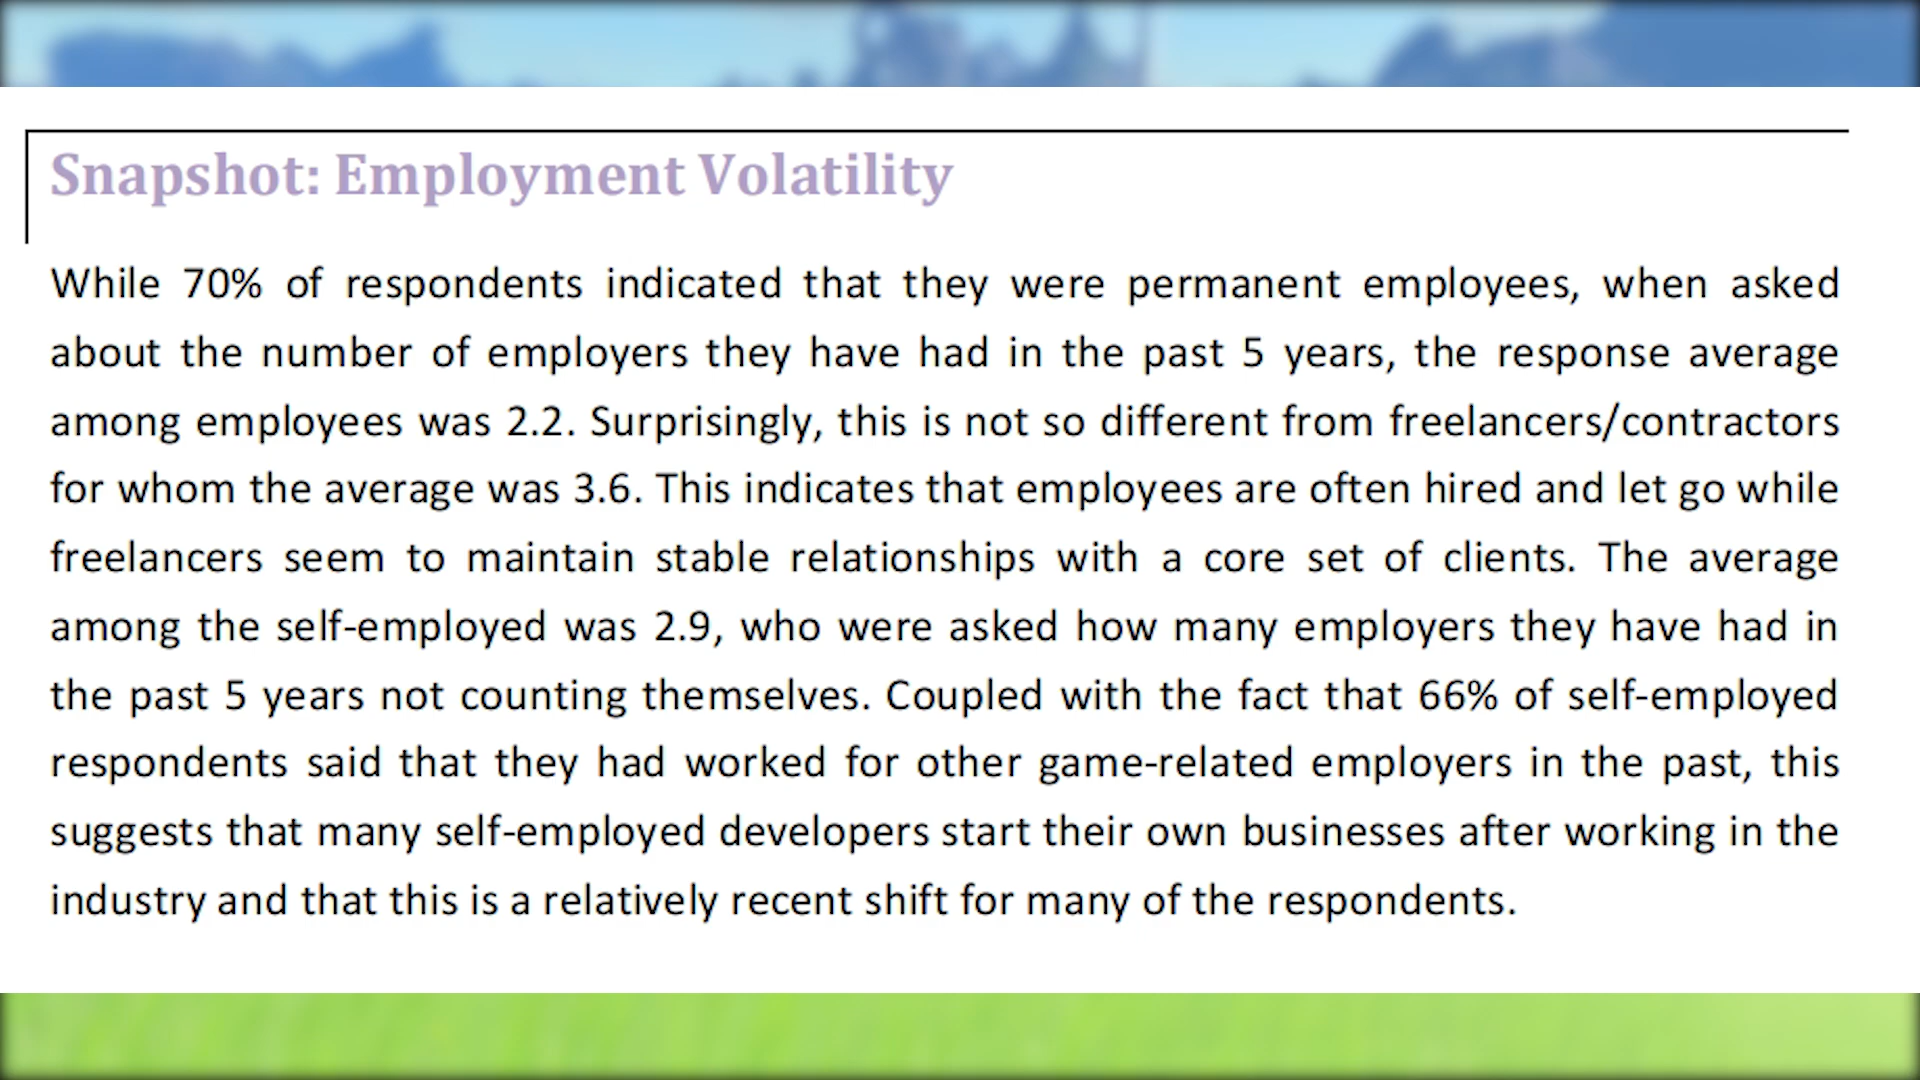 Snapshot: Employment Volatility
While 70% of respondents indicated that they were permanent employees, when asked
about the number of employers they have had in the past 5 years, the response average
among employees was 2.2. Surprisingly, this is not so different from freelancers/contractors
for whom the average was 3.6. This indicates that employees are often hired and let go while
freelancers seem to maintain stable relationships with a core set of clients. The average
among the self-employed was 2.9, who were asked how many employers they have had in
the past 5 years not counting themselves. Coupled with the fact that 66% of self-employed
respondents said that they had worked for other game-related employers in the past, this
suggests that many self-employed developers start their own businesses after working in the
industry and that this is a relatively recent shift for many of the respondents.